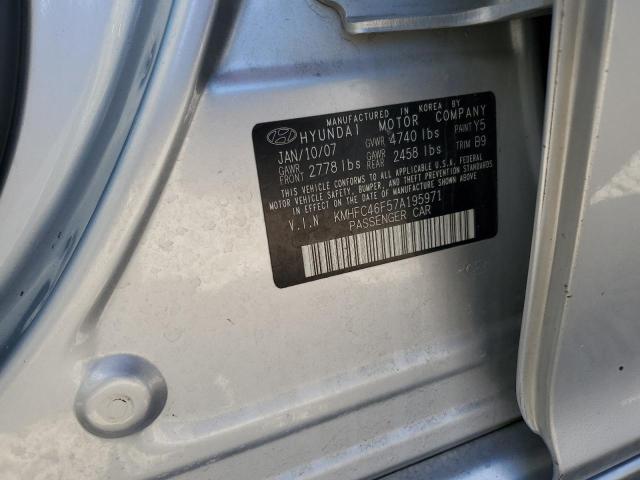 MANUFACTURED IN KOREA BY
HYUNDAI MOTOR COMPANY
JAN/10/07 GVWR 4740 lbs PAINT Y5
GAWR FRONT 2778 lbs GAWR REAR 2458 lbs TRIM B9
THIS VEHICLE CONFORMS TO ALL APPLICABLE U.S. FEDERAL
MOTOR VEHICLE SAFETY, BUMPER, AND THEFT PREVENTION STANDARDS
IN EFFECT ON THE DATE OF MANUFACTURE SHOWN ABOVE.
V.I.N KMHFC46F57A195971
PASSENGER CAR